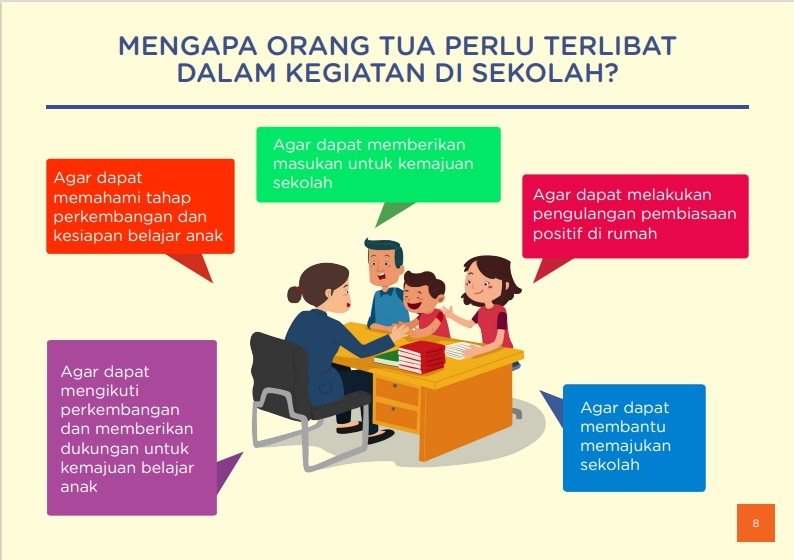 MENGAPA ORANG TUA PERLU TERLIBAT
DALAM KEGIATAN DI SEKOLAH?
Agar dapat memberikan
masukan untuk kemajuan
sekolah
Agar dapat
memahami tahap
perkembangan dan
kesiapan belajar anak
Agar dapat melakukan
pengulangan pembiasaan
positif di rumah
Agar dapat
mengikuti
perkembangan
dan memberikan
dukungan untuk
kemajuan belajar
anak
Agar dapat
membantu
memajukan
sekolah
8